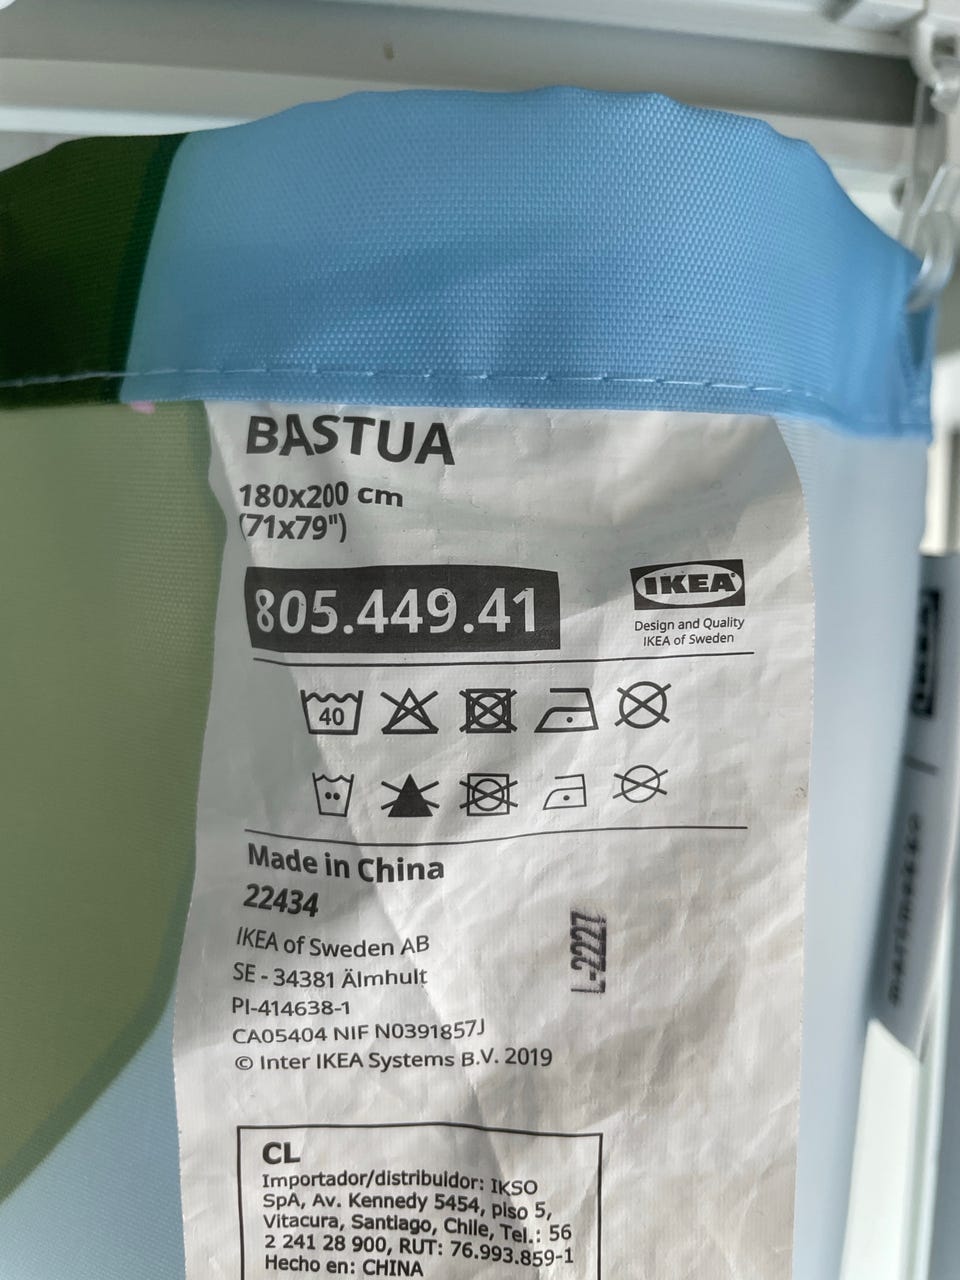 BASTUA
180x200 cm
(71x79")
805.449.41
IKEA
Design and Quality
IKEA of Sweden
40
Made in China
22434
IKEA of Sweden AB
SE - 34381 Älmhult
PI-414638-1
CA05404 NIF N0391857J
© Inter IKEA Systems B.V. 2019
L-2227
CL
Importador/distribuidor: IKSO
SpA, Av. Kennedy 5454, piso 5,
Vitacura, Santiago, Chile, Tel.: 56
2 241 28 900, RUT: 76.993.859-1
Hecho en: CHINA